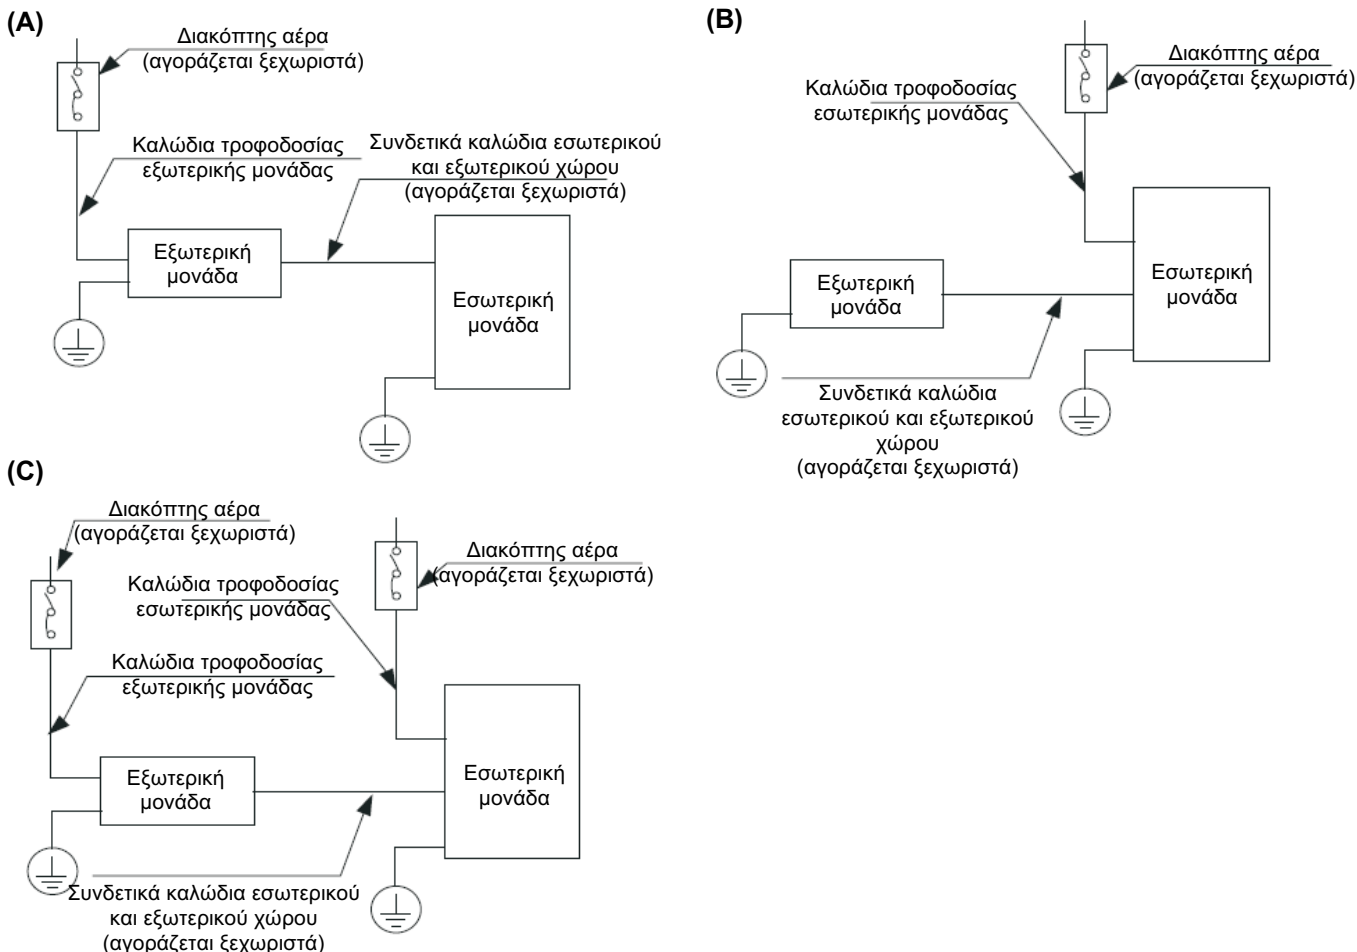 (A)
Διακόπτης αέρα
(αγοράζεται ξεχωριστά)
Καλώδια τροφοδοσίας
εξωτερικής μονάδας
Συνδετικά καλώδια εσωτερικού
και εξωτερικού χώρου
(αγοράζεται ξεχωριστά)
Εξωτερική
μονάδα
Εσωτερική
μονάδα
(B)
Διακόπτης αέρα
(αγοράζεται ξεχωριστά)
Καλώδια τροφοδοσίας
εσωτερικής μονάδας
Εξωτερική
μονάδα
Εσωτερική
μονάδα
Συνδετικά καλώδια
εσωτερικού και εξωτερικού
χώρου
(αγοράζεται ξεχωριστά)
(C)
Διακόπτης αέρα
(αγοράζεται ξεχωριστά)
Διακόπτης αέρα
(αγοράζεται ξεχωριστά)
Καλώδια τροφοδοσίας
εσωτερικής μονάδας
Καλώδια τροφοδοσίας
εξωτερικής μονάδας
Εξωτερική
μονάδα
Εσωτερική
μονάδα
Συνδετικά καλώδια εσωτερικού
και εξωτερικού χώρου
(αγοράζεται ξεχωριστά)